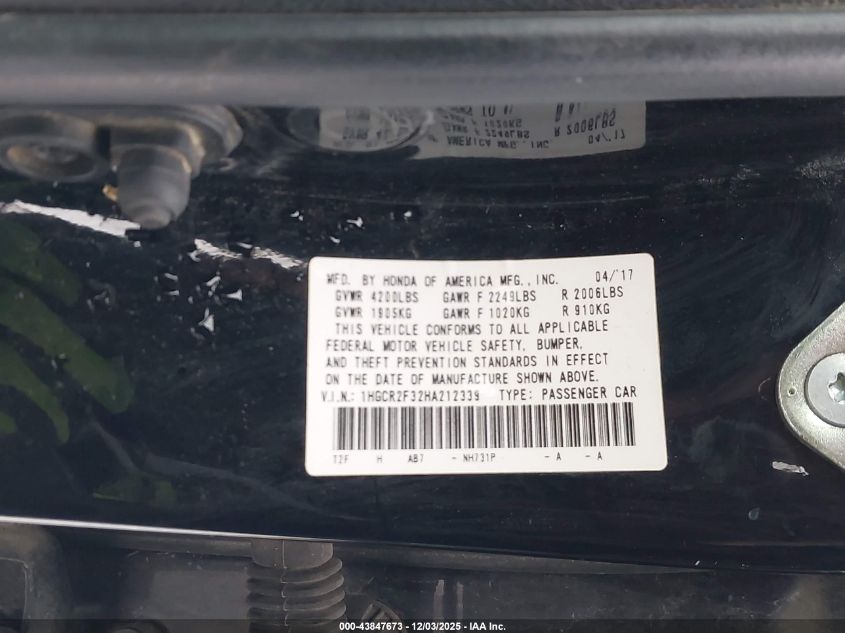 MFD. BY HONDA OF AMERICA MFG., INC. 04/'17
GVWR 4200LBS GAWR F 2249LBS R 2006LBS
GVWR 1905KG GAWR F 1020KG R 910KG
THIS VEHICLE CONFORMS TO ALL APPLICABLE
FEDERAL MOTOR VEHICLE SAFETY, BUMPER,
AND THEFT PREVENTION STANDARDS IN EFFECT
ON THE DATE OF MANUFACTURE SHOWN ABOVE.
V.I.N.: 1HGCR2F32HA212339 TYPE: PASSENGER CAR
T2F H AB7 - NH731P - A - A
000-43847673 - 12/03/2025 - IAA Inc.